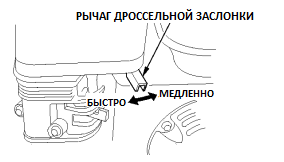 РЫЧАГ ДРОССЕЛЬНОЙ ЗАСЛОНКИ
МЕДЛЕННО
БЫСТРО